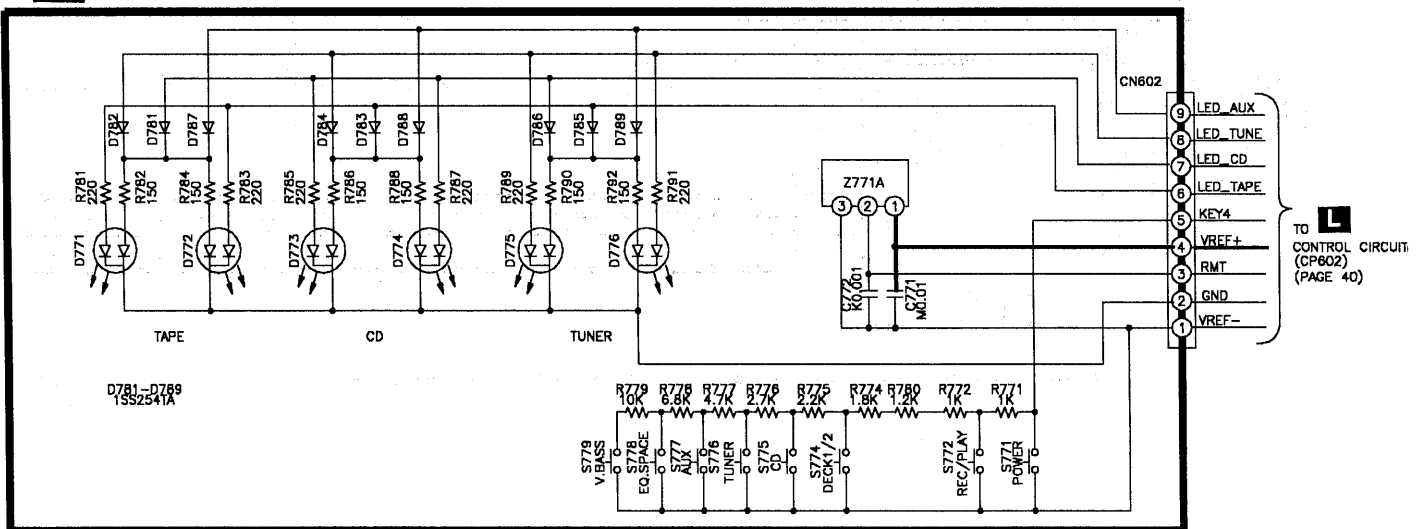 CN602
9 LED_AUX
8 LED_TUNE
7 LED_CD
6 LED_TAPE
5 KEY4
4 VREF+
3 RMT
2 GND
1 VREF-
TO L
CONTROL CIRCUIT
(CP602)
(PAGE 40)
D782
D781
D787
D784
D783
D788
D786
D785
D789
R781
220
R782
150
R784
150
R783
220
R785
220
R786
150
R788
150
R787
220
R789
220
R790
150
R792
150
R791
220
D771
D772
D773
D774
D775
D776
Z771A
3 2 1
C772
K0.001
C771
M0.01
TAPE CD TUNER
D781-D789
1SS254TA
R779 R778 R777 R776 R775 R774 R780 R772 R771
10K 6.8K 4.7K 2.7K 2.2K 1.8K 1.2K 1K 1K
S779
V.BASS
S778
EQ.SPACE
S777
AUX
S776
TUNER
S775
CD
S774
DECK1/2
S772
REC/PLAY
S771
POWER